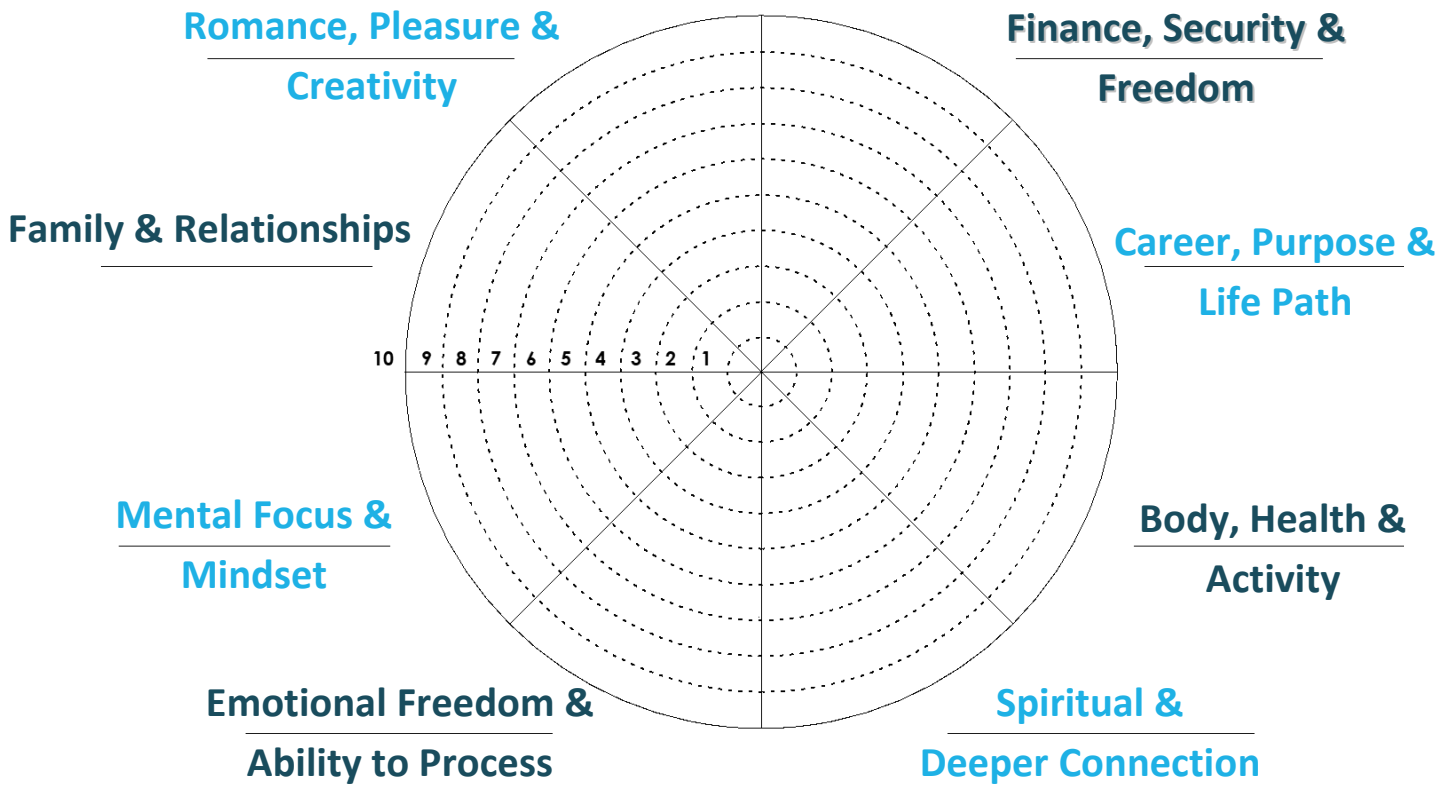 Romance, Pleasure &
Creativity
Finance, Security &
Freedom
Family & Relationships
Career, Purpose &
Life Path
10 9 8 7 6 5 4 3 2 1
Mental Focus &
Mindset
Body, Health &
Activity
Emotional Freedom &
Ability to Process
Spiritual &
Deeper Connection